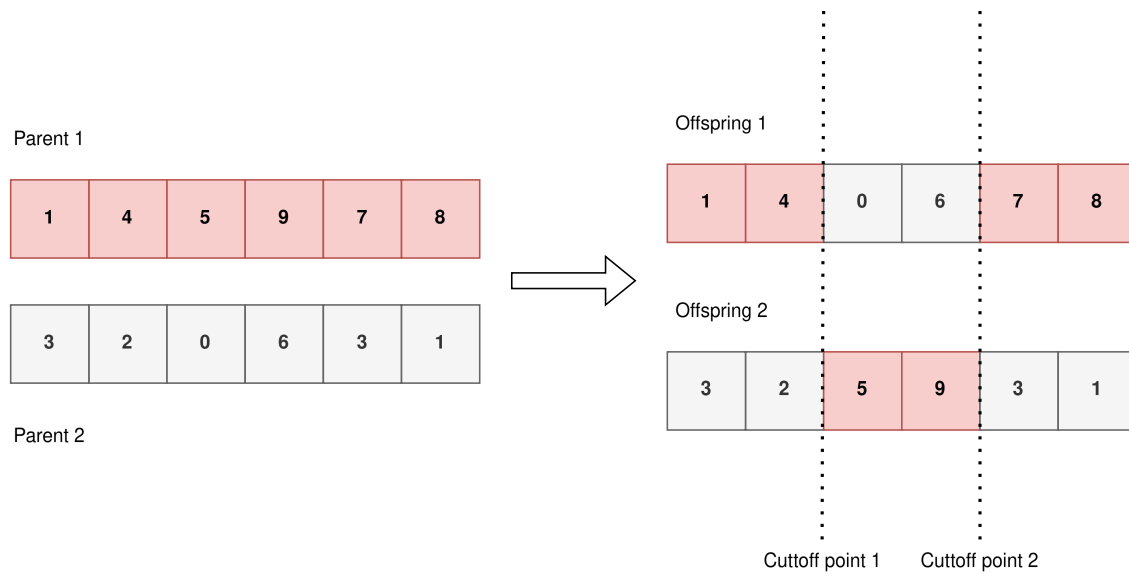 Parent 1
1 4 5 9 7 8
3 2 0 6 3 1
Parent 2
Offspring 1
1 4 0 6 7 8
Offspring 2
3 2 5 9 3 1
Cuttoff point 1
Cuttoff point 2